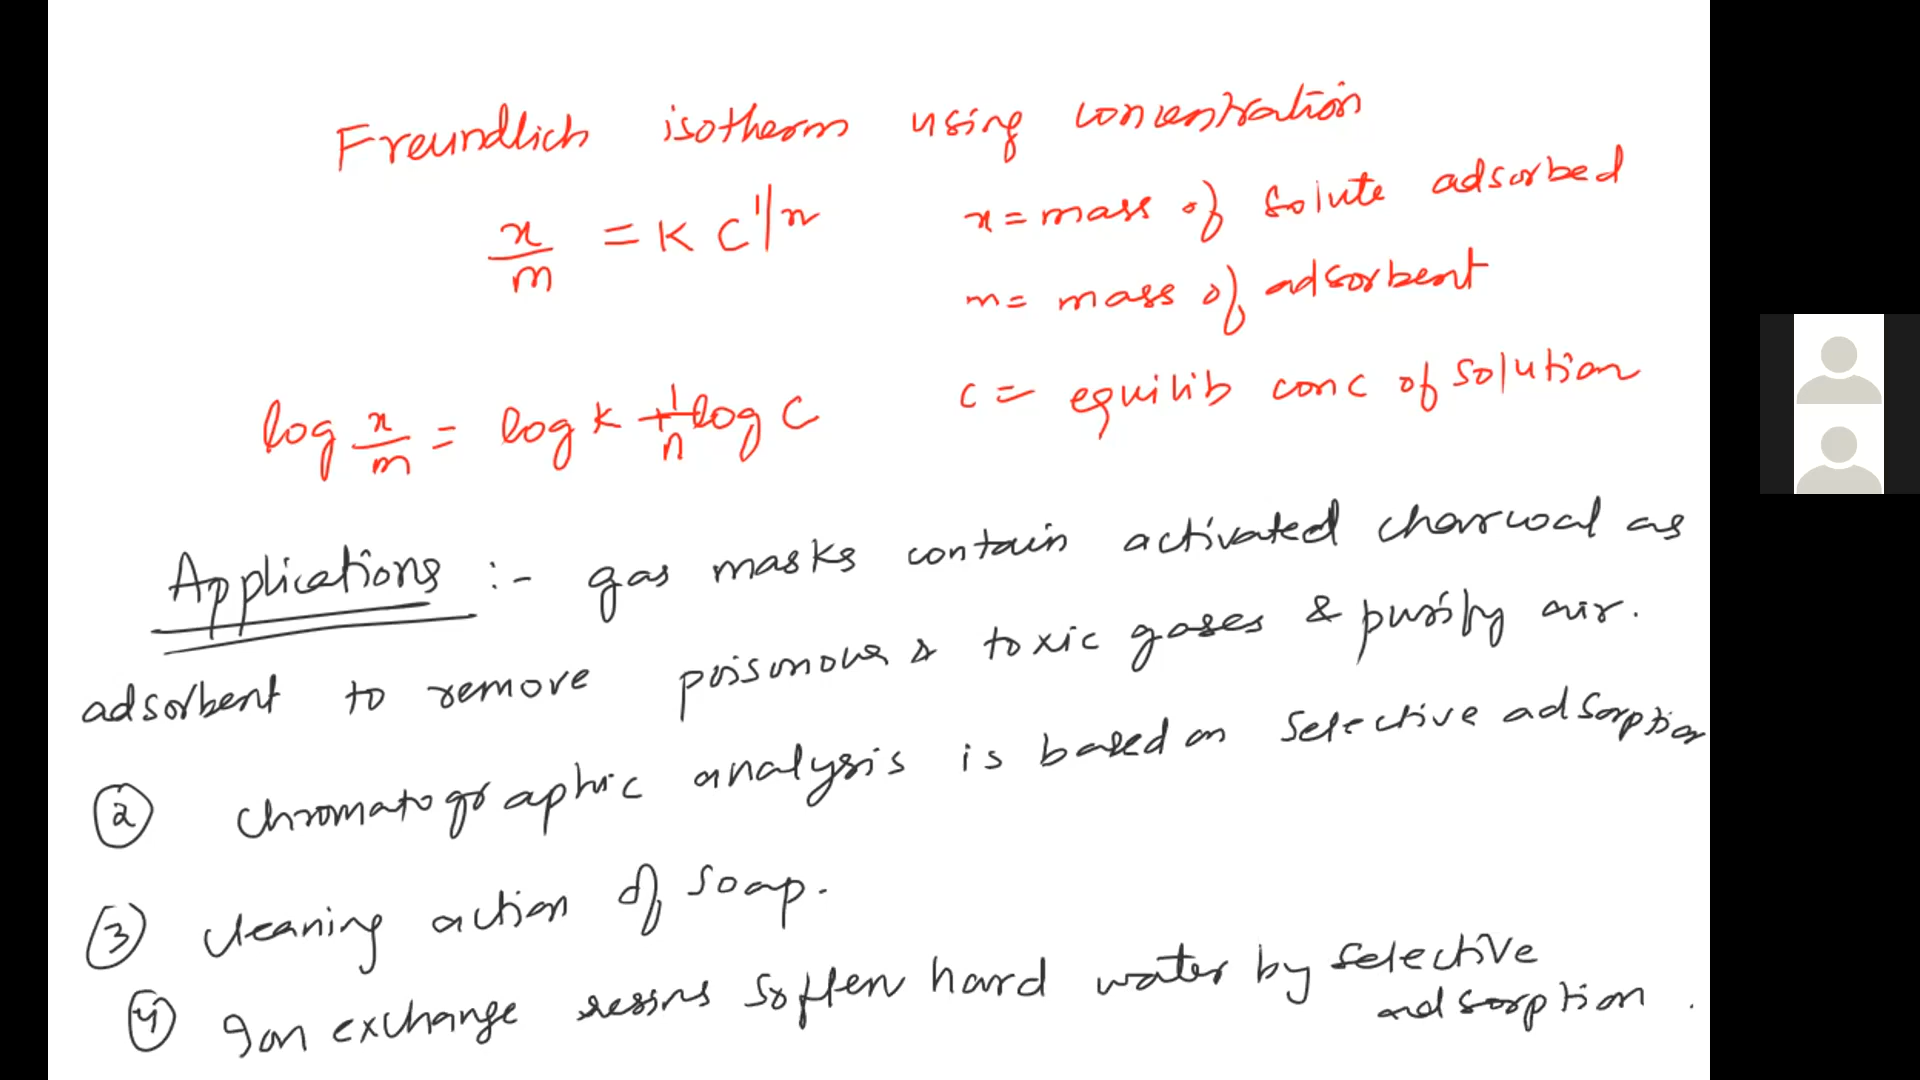 Freundlich isotherm using concentration
x/m = K C^1/n
x = mass of solute adsorbed
m = mass of adsorbent
log x/m = log K + 1/n log C
C = equilib conc of solution
Applications :- gas masks contain activated charcoal as
adsorbent to remove poisonous & toxic gases & purify air.
② chromatographic analysis is based on selective adsorption
③ cleaning action of soap.
④ Ion exchange resins soften hard water by selective
adsorption.